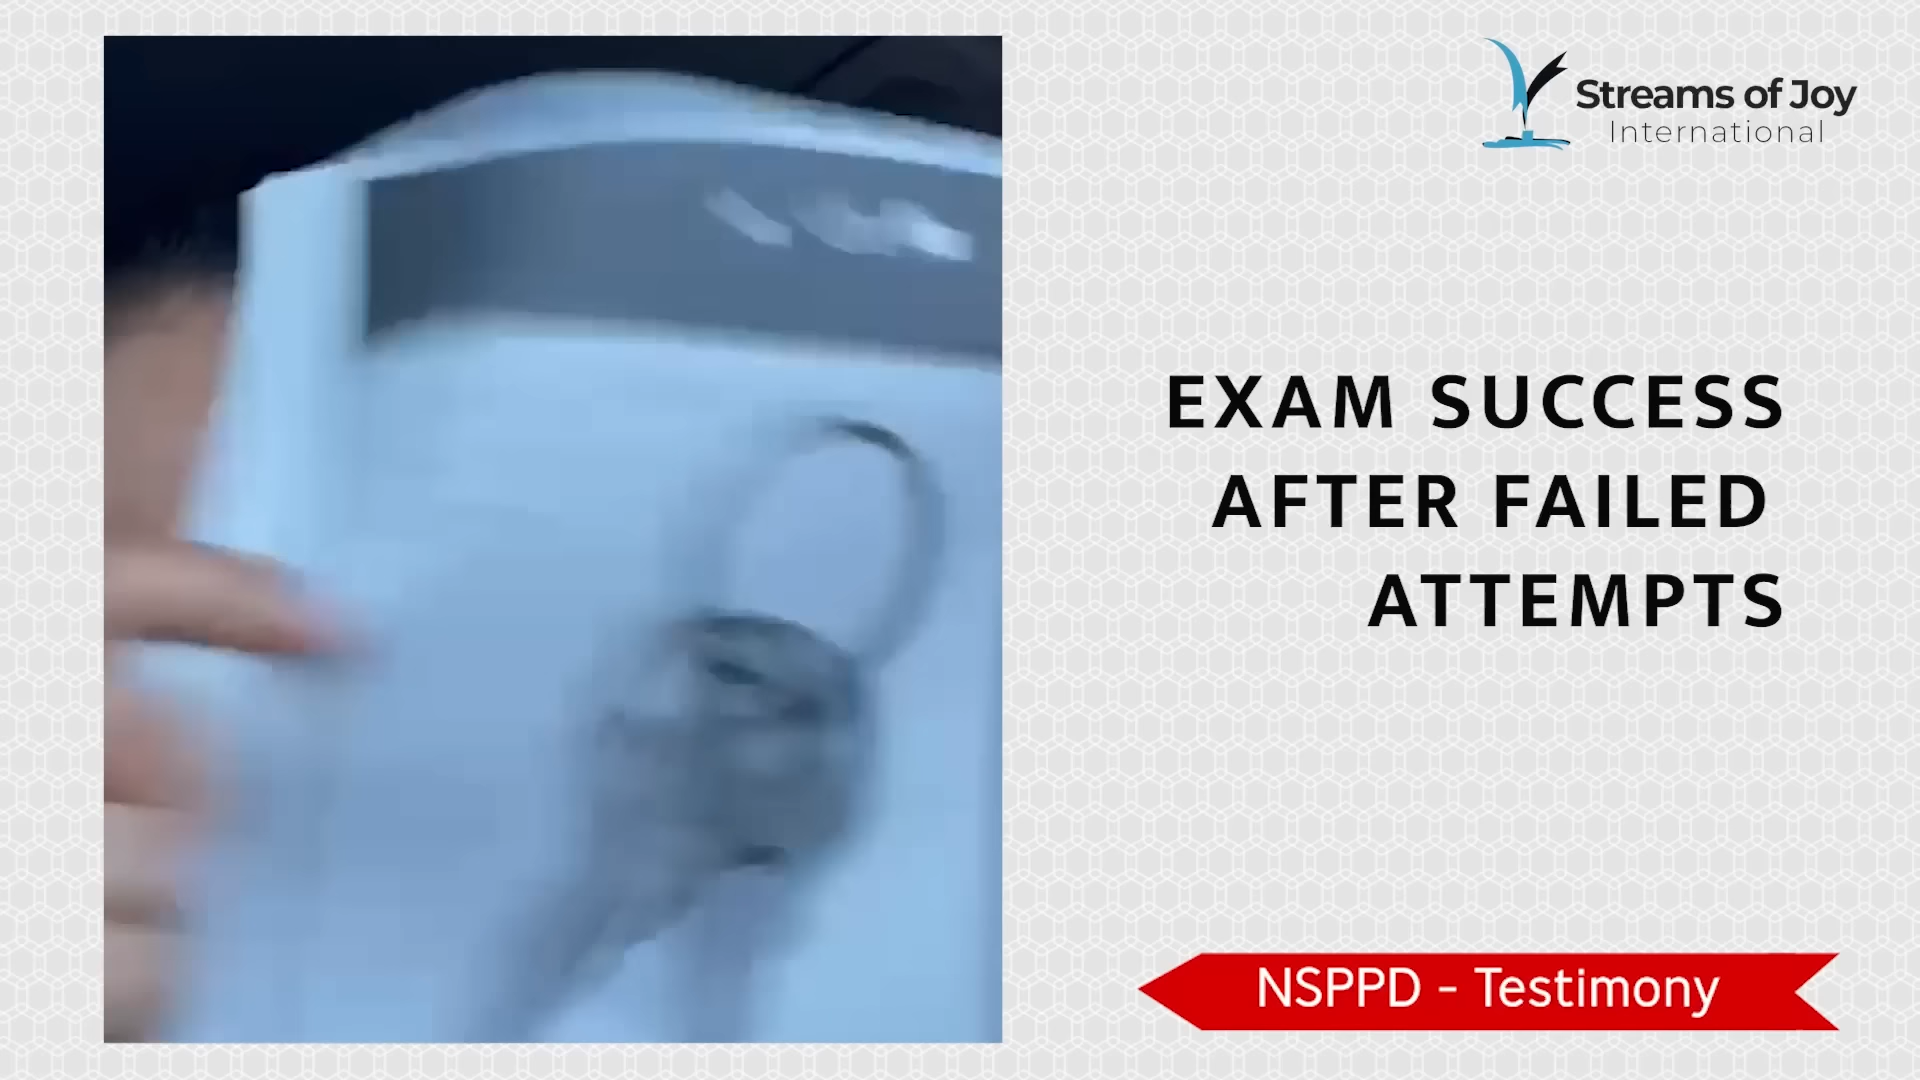 Streams of Joy
International
EXAM SUCCESS
AFTER FAILED
ATTEMPTS
NSPPD - Testimony